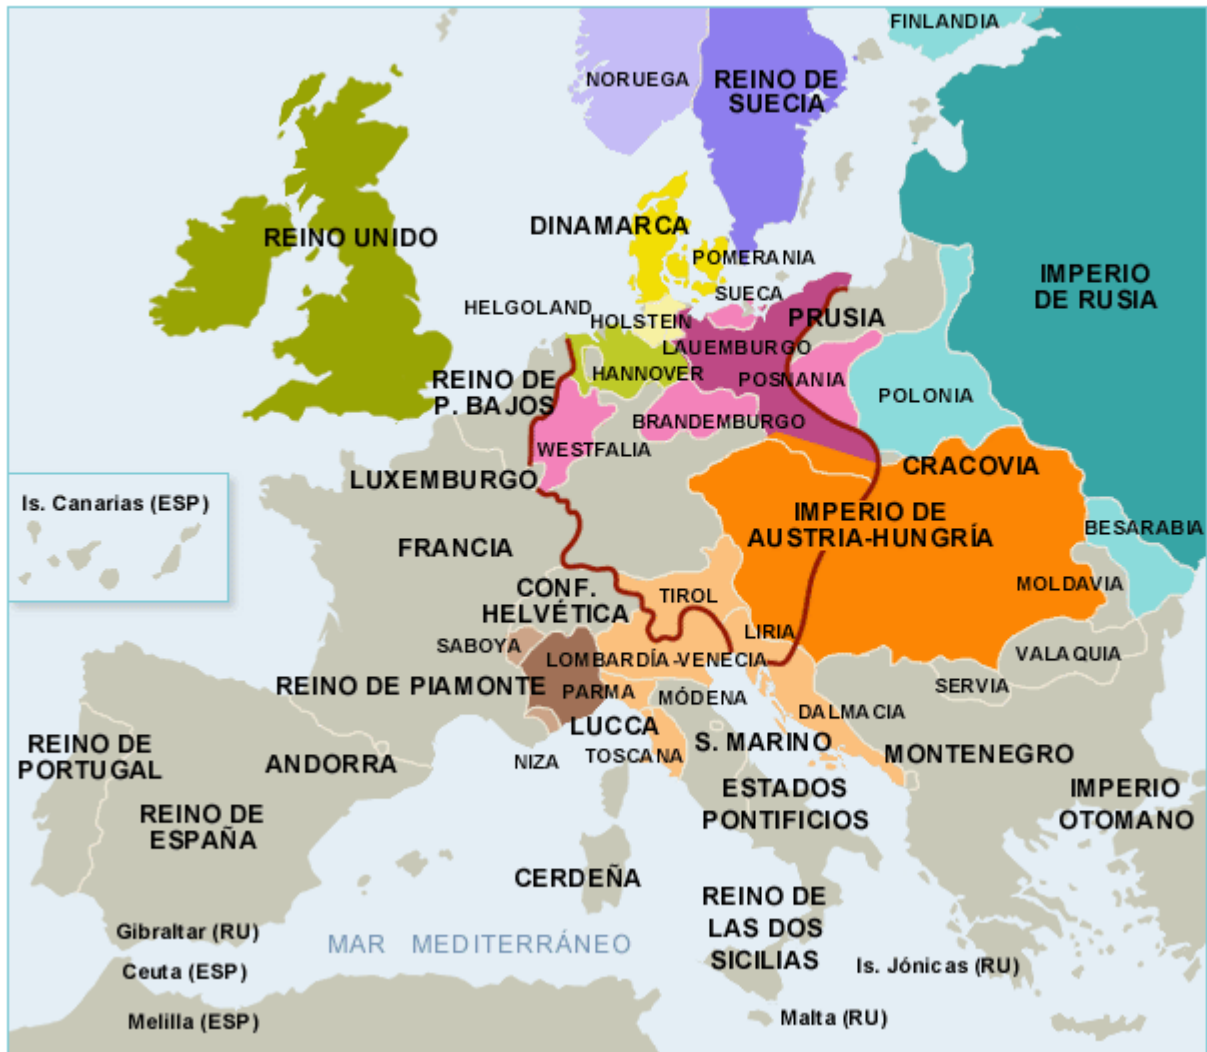 FINLANDIA
NORUEGA
REINO DE
SUECIA
REINO UNIDO
DINAMARCA
POMERANIA
SUECA
IMPERIO
DE RUSIA
HELGOLAND
HOLSTEIN
PRUSIA
LAUEMBURGO
HANNOVER
POSNANIA
REINO DE
P. BAJOS
POLONIA
BRANDEMBURGO
WESTFALIA
LUXEMBURGO
CRACOVIA
Is. Canarias (ESP)
IMPERIO DE
AUSTRIA-HUNGRÍA
BESARABIA
FRANCIA
MOLDAVIA
CONF.
HELVÉTICA
TIROL
LIRIA
SABOYA
LOMBARDÍA-VENECIA
VALAQUIA
REINO DE PIAMONTE
PARMA
MÓDENA
SERVIA
DALMACIA
LUCCA
NIZA
TOSCANA
S. MARINO
MONTENEGRO
REINO DE
PORTUGAL
ANDORRA
ESTADOS
PONTIFICIOS
IMPERIO
OTOMANO
REINO DE
ESPAÑA
CERDEÑA
REINO DE
LAS DOS
SICILIAS
Gibraltar (RU)
MAR MEDITERRÁNEO
Ceuta (ESP)
Is. Jónicas (RU)
Melilla (ESP)
Malta (RU)